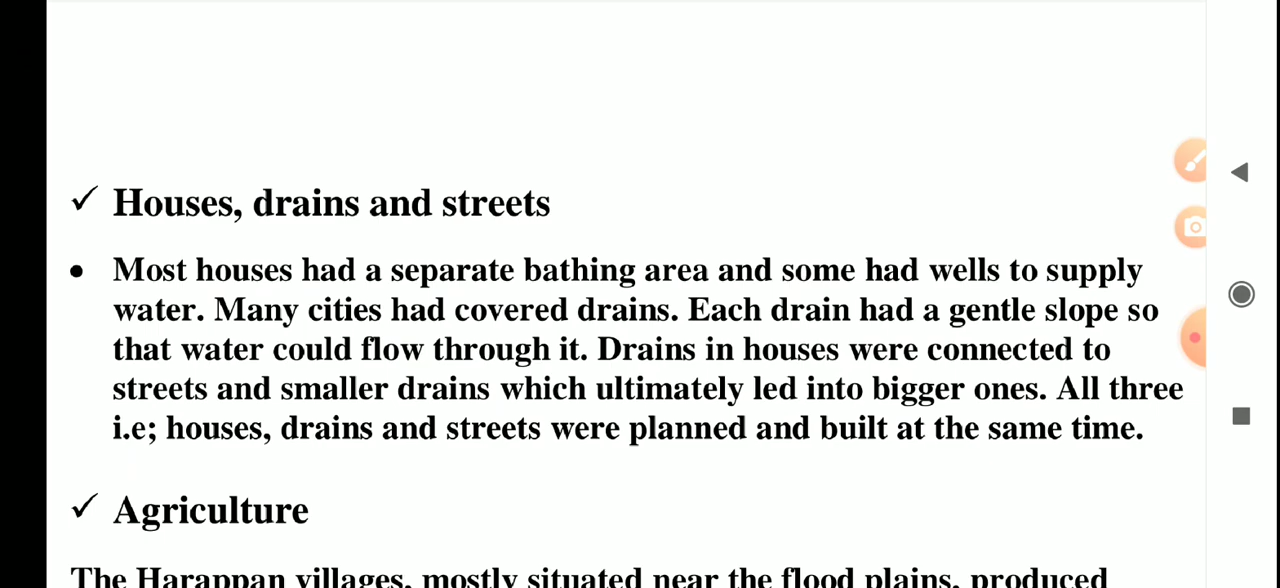 ✓ Houses, drains and streets
• Most houses had a separate bathing area and some had wells to supply
water. Many cities had covered drains. Each drain had a gentle slope so
that water could flow through it. Drains in houses were connected to
streets and smaller drains which ultimately led into bigger ones. All three
i.e; houses, drains and streets were planned and built at the same time.
✓ Agriculture
The Harappan villages, mostly situated near the flood plains, produced